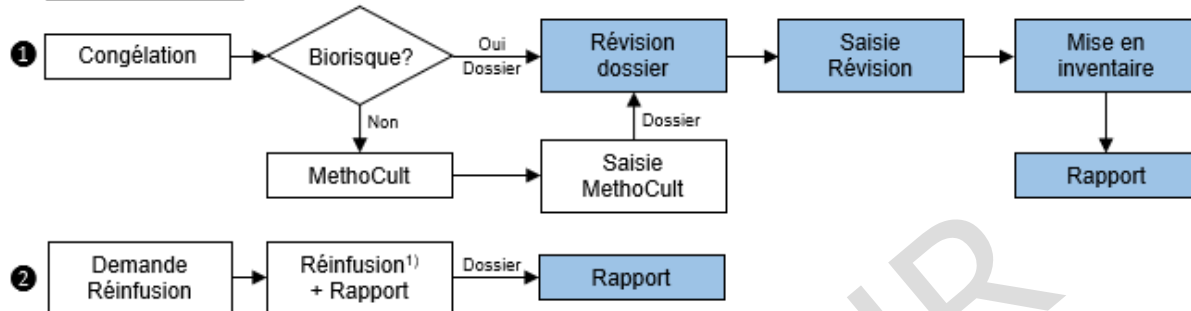 ❶
Congélation
Biorisque?
Oui
Dossier
Révision
dossier
Saisie
Révision
Mise en
inventaire
Non
Dossier
MethoCult
Saisie
MethoCult
Rapport
❷
Demande
Réinfusion
Réinfusion¹⁾
+ Rapport
Dossier
Rapport